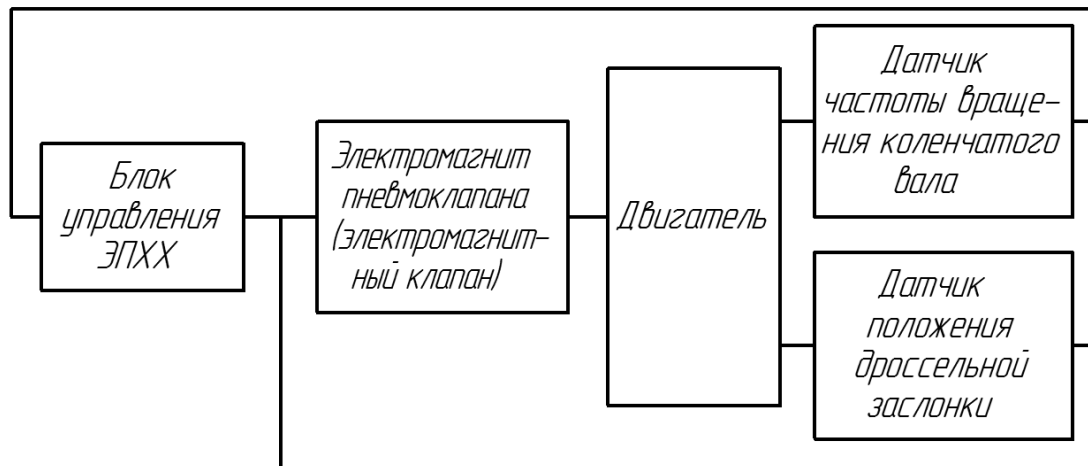 Блок
управления
ЭПХХ
Электромагнит
пневмоклапана
(электромагнит-
ный клапан)
Двигатель
Датчик
частоты враще-
ния коленчатого
вала
Датчик
положения
дроссельной
заслонки